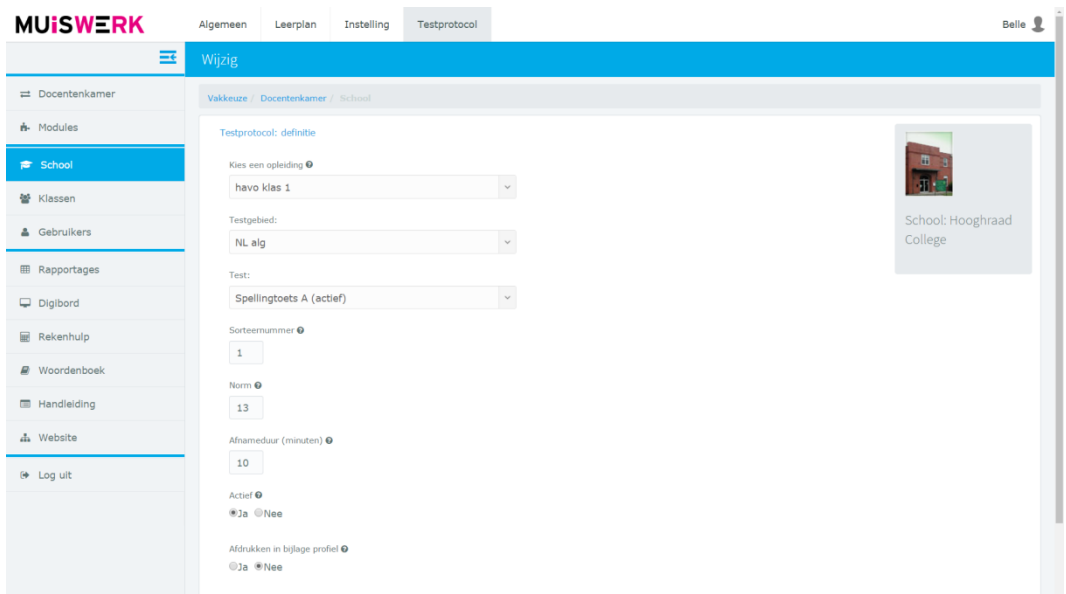 MUiSWERK
Algemeen Leerplan Instelling Testprotocol
Belle
Wijzig
Docentenkamer
Modules
School
Klassen
Gebruikers
Rapportages
Digibord
Rekenhulp
Woordenboek
Handleiding
Website
Log uit
Vakkeuze / Docentenkamer / School
Testprotocol: definitie
Kies een opleiding
havo klas 1
Testgebied:
NL alg
Test:
Spellingtoets A (actief)
Sorteernummer
1
Norm
13
Afnameduur (minuten)
10
Actief
Ja Nee
Afdrukken in bijlage profiel
Ja Nee
School: Hooghraad
College